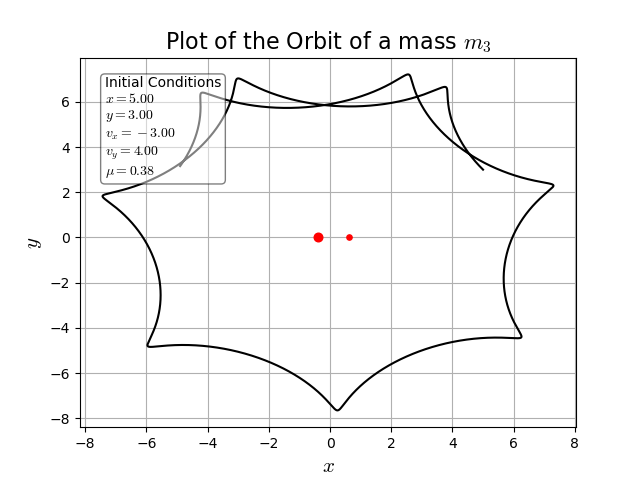 Plot of the Orbit of a mass m₃
Initial Conditions
x = 5.00
y = 3.00
vₓ = −3.00
v_y = 4.00
μ = 0.38
6
4
2
0
−2
−4
−6
−8
y
−8 −6 −4 −2 0 2 4 6 8
x